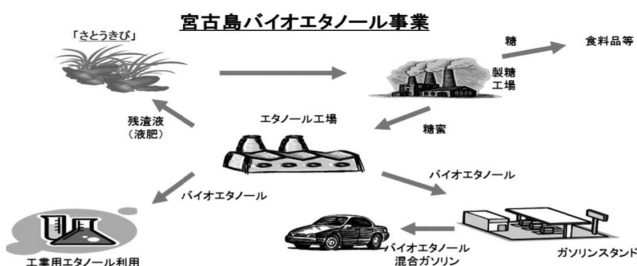 宮古島バイオエタノール事業
「さとうきび」
糖
食料品等
製糖
工場
残渣液
(液肥)
エタノール工場
糖蜜
バイオエタノール
バイオエタノール
工業用エタノール利用
バイオエタノール
混合ガソリン
ガソリンスタンド